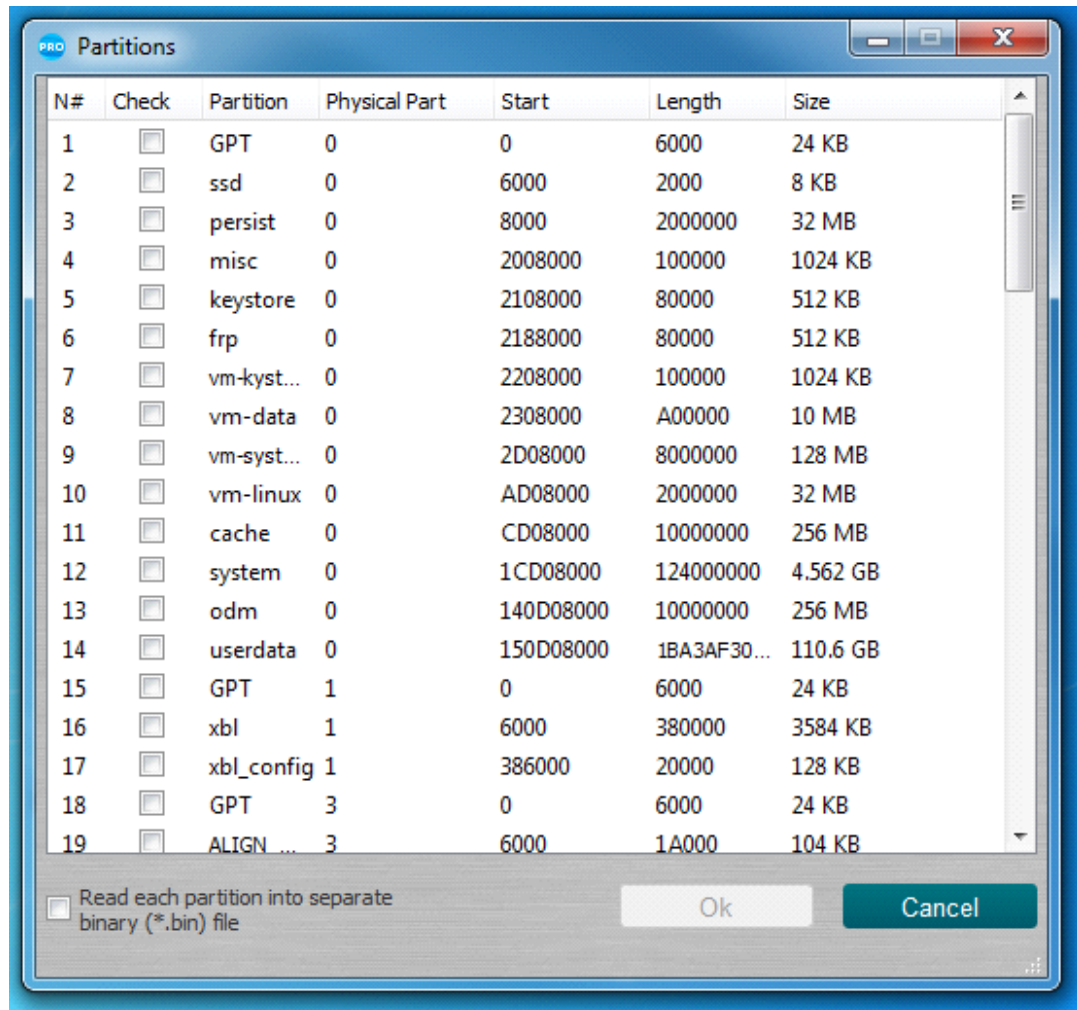 PRO Partitions
N# Check Partition Physical Part Start Length Size
1 GPT 0 0 6000 24 KB
2 ssd 0 6000 2000 8 KB
3 persist 0 8000 2000000 32 MB
4 misc 0 2008000 100000 1024 KB
5 keystore 0 2108000 80000 512 KB
6 frp 0 2188000 80000 512 KB
7 vm-kyst... 0 2208000 100000 1024 KB
8 vm-data 0 2308000 A00000 10 MB
9 vm-syst... 0 2D08000 8000000 128 MB
10 vm-linux 0 AD08000 2000000 32 MB
11 cache 0 CD08000 10000000 256 MB
12 system 0 1CD08000 124000000 4.562 GB
13 odm 0 140D08000 10000000 256 MB
14 userdata 0 150D08000 1BA3AF30... 110.6 GB
15 GPT 1 0 6000 24 KB
16 xbl 1 6000 380000 3584 KB
17 xbl_config 1 386000 20000 128 KB
18 GPT 3 0 6000 24 KB
19 ALIGN_... 3 6000 1A000 104 KB
Read each partition into separate
binary (*.bin) file
Ok Cancel